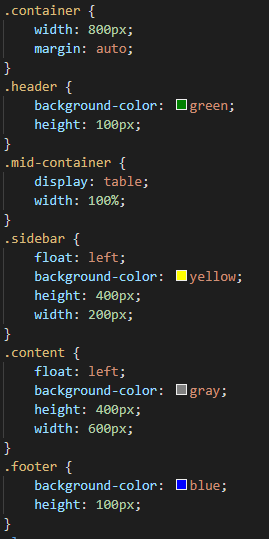 .container {
    width: 800px;
    margin: auto;
}
.header {
    background-color: green;
    height: 100px;
}
.mid-container {
    display: table;
    width: 100%;
}
.sidebar {
    float: left;
    background-color: yellow;
    height: 400px;
    width: 200px;
}
.content {
    float: left;
    background-color: gray;
    height: 400px;
    width: 600px;
}
.footer {
    background-color: blue;
    height: 100px;
}